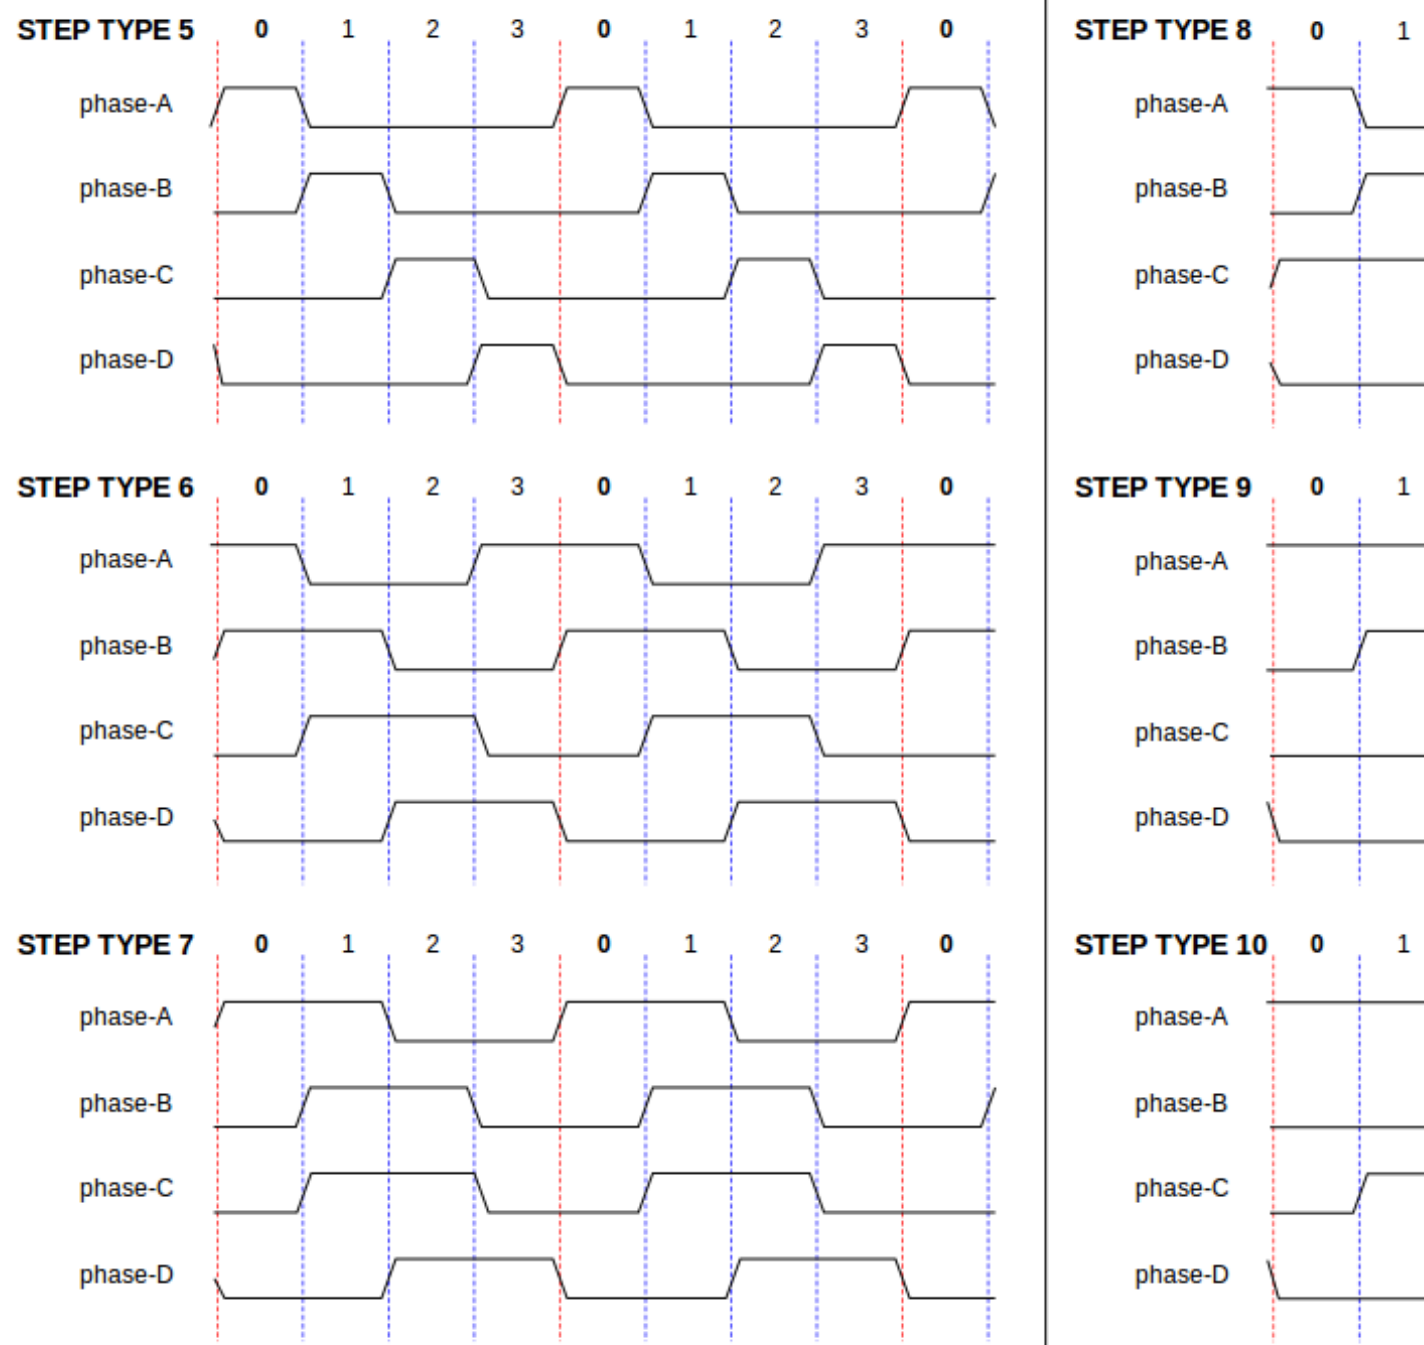 STEP TYPE 5 0 1 2 3 0 1 2 3 0
phase-A
phase-B
phase-C
phase-D
STEP TYPE 6 0 1 2 3 0 1 2 3 0
phase-A
phase-B
phase-C
phase-D
STEP TYPE 7 0 1 2 3 0 1 2 3 0
phase-A
phase-B
phase-C
phase-D
STEP TYPE 8 0 1
phase-A
phase-B
phase-C
phase-D
STEP TYPE 9 0 1
phase-A
phase-B
phase-C
phase-D
STEP TYPE 10 0 1
phase-A
phase-B
phase-C
phase-D